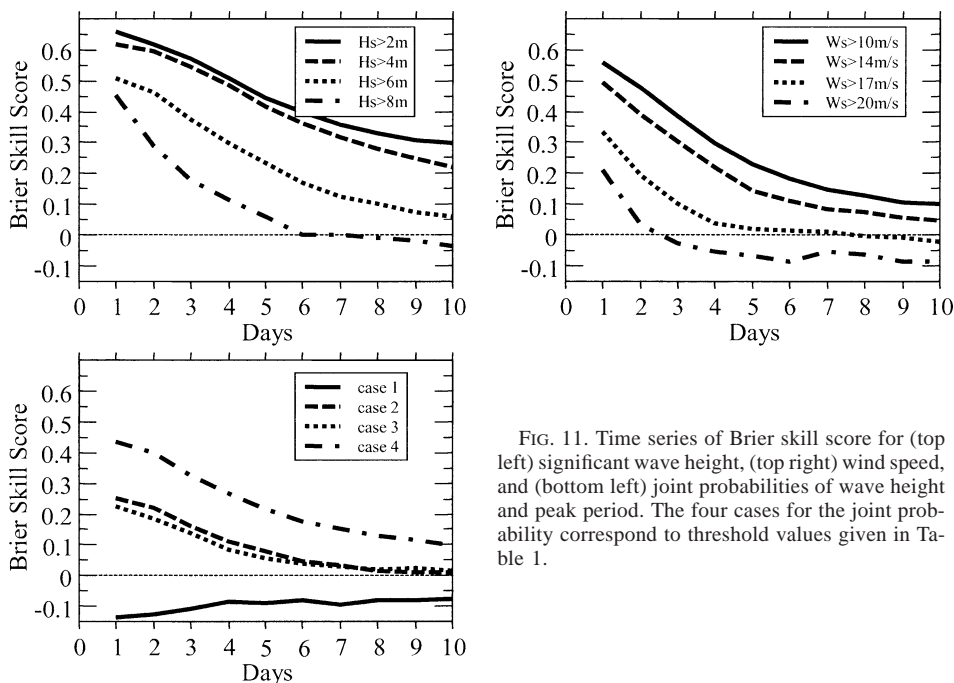 Brier Skill Score
0.6
0.5
0.4
0.3
0.2
0.1
0
-0.1
0 1 2 3 4 5 6 7 8 9 10
Days
Hs>2m
Hs>4m
Hs>6m
Hs>8m
Brier Skill Score
0.6
0.5
0.4
0.3
0.2
0.1
0
-0.1
0 1 2 3 4 5 6 7 8 9 10
Days
Ws>10m/s
Ws>14m/s
Ws>17m/s
Ws>20m/s
Brier Skill Score
0.6
0.5
0.4
0.3
0.2
0.1
0
-0.1
0 1 2 3 4 5 6 7 8 9 10
Days
case 1
case 2
case 3
case 4
FIG. 11. Time series of Brier skill score for (top
left) significant wave height, (top right) wind speed,
and (bottom left) joint probabilities of wave height
and peak period. The four cases for the joint prob-
ability correspond to threshold values given in Ta-
ble 1.